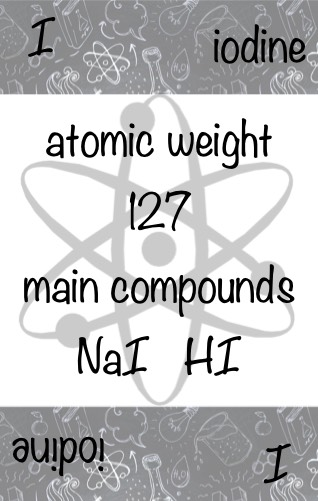 I iodine
atomic weight
127
main compounds
NaI HI
iodine I